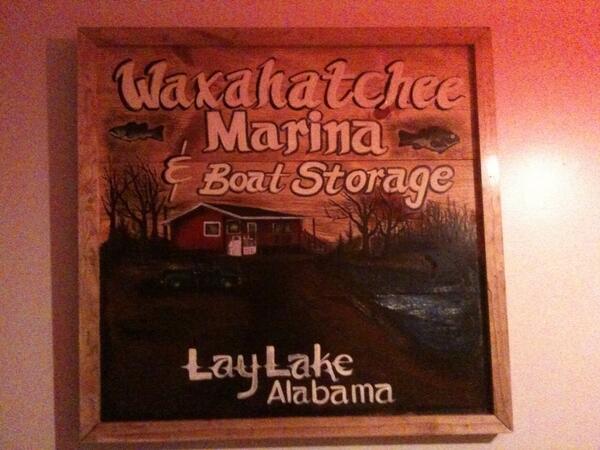 Waxahatchee
Marina
& Boat Storage
Lay Lake
Alabama